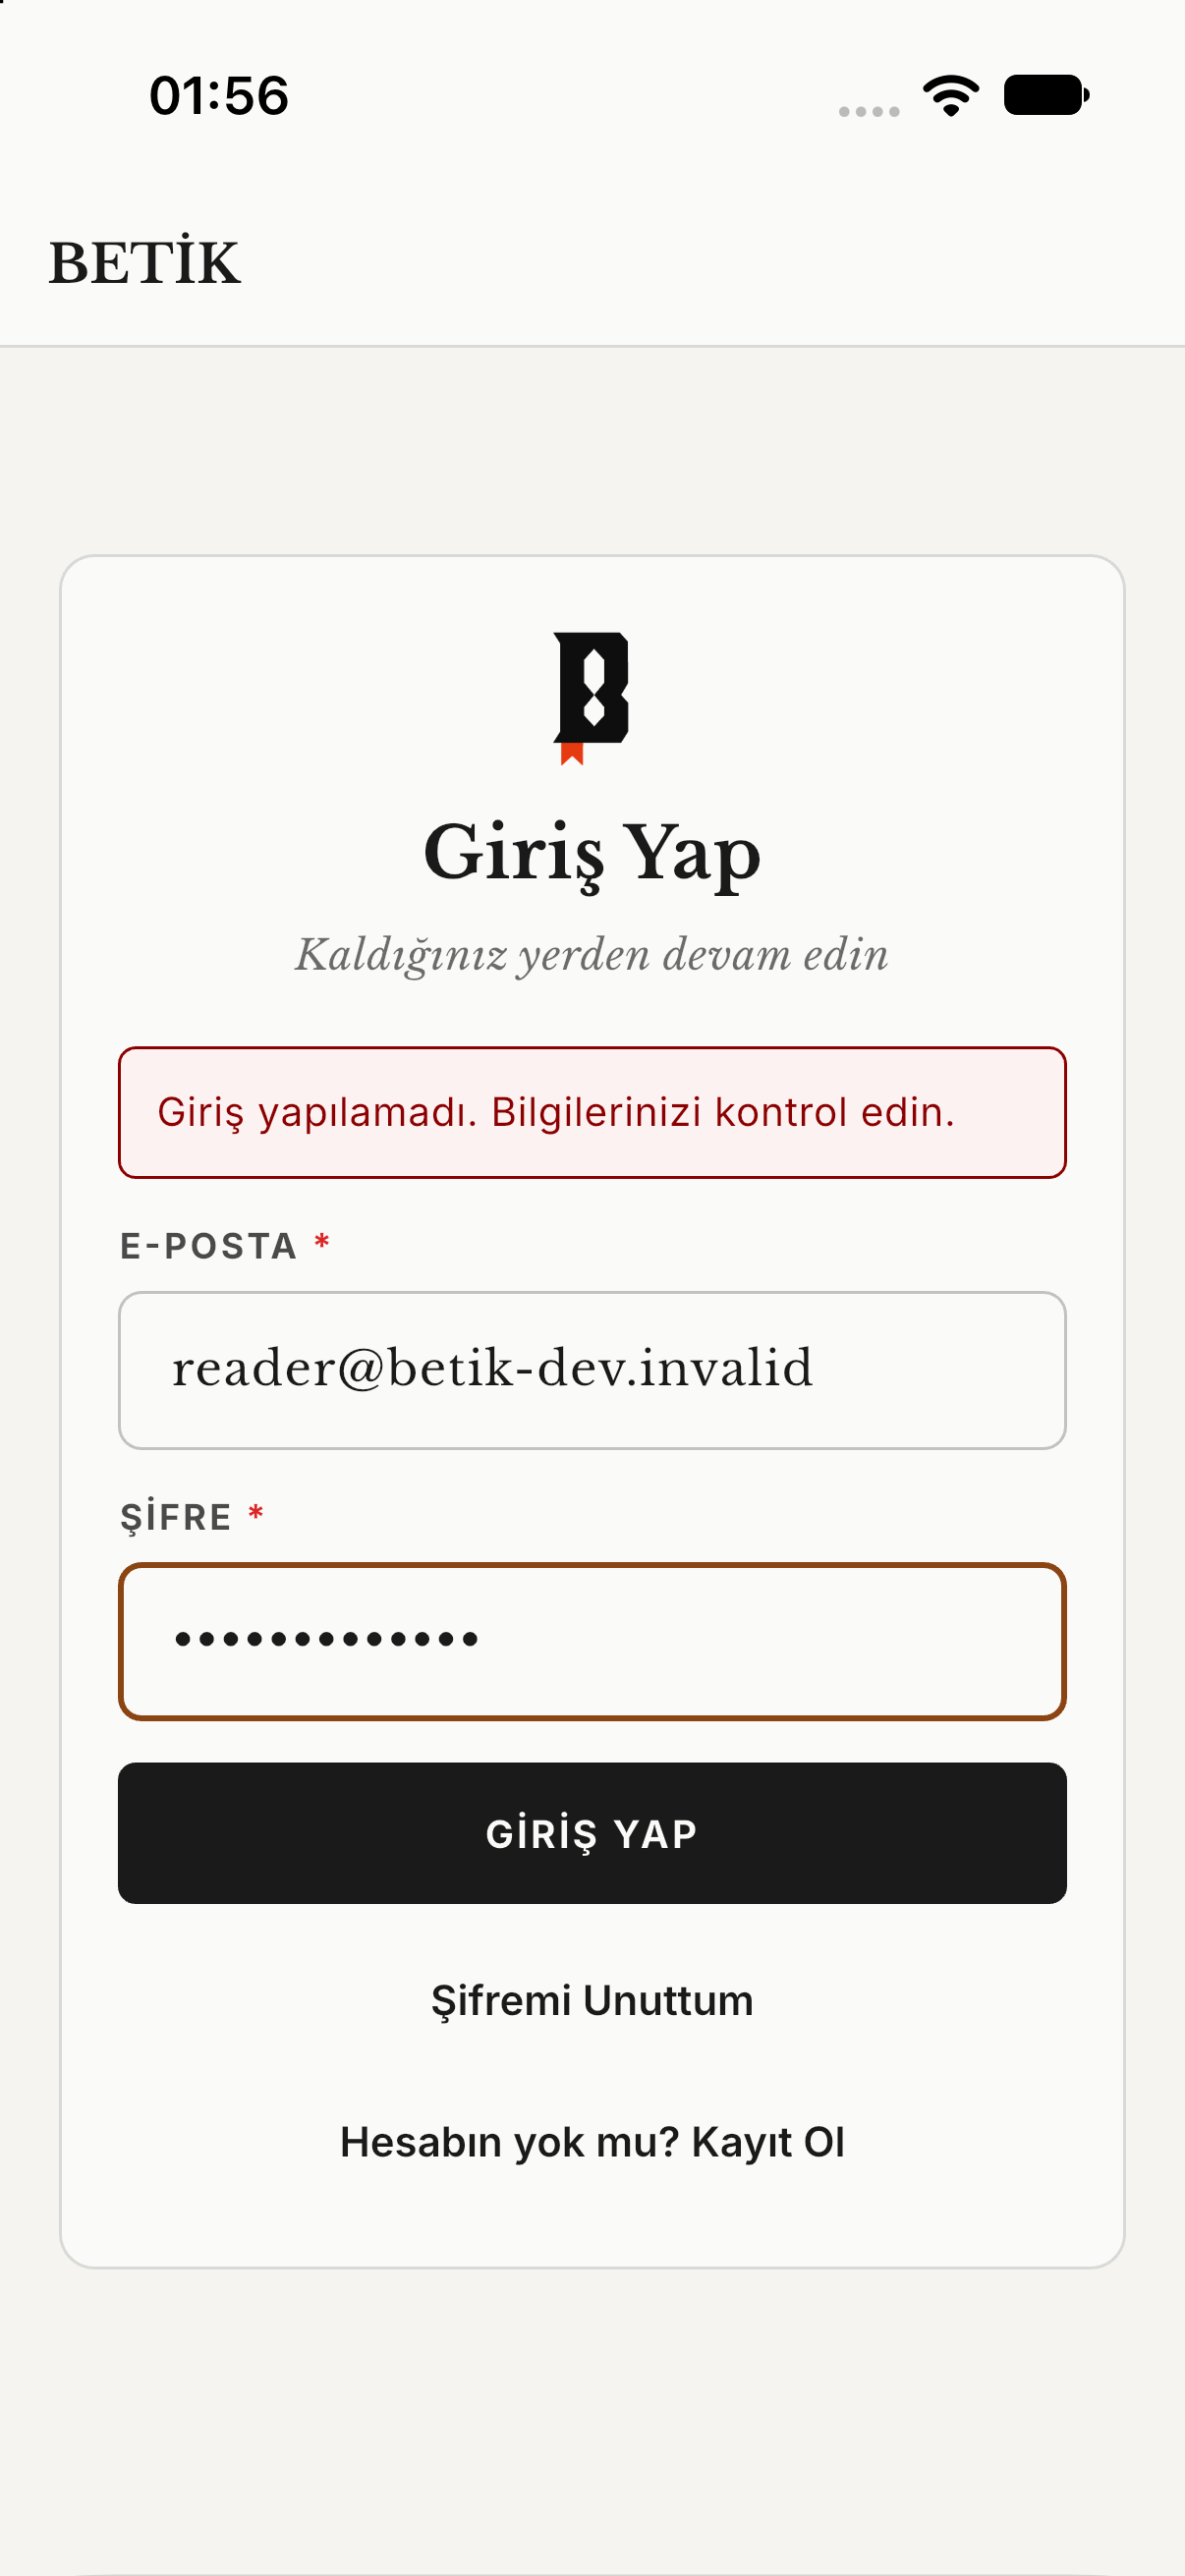 01:56
BETİK
Giriş Yap
Kaldığınız yerden devam edin
Giriş yapılamadı. Bilgilerinizi kontrol edin.
E-POSTA *
reader@betik-dev.invalid
ŞİFRE *
•••••••••••••
GİRİŞ YAP
Şifremi Unuttum
Hesabın yok mu? Kayıt Ol